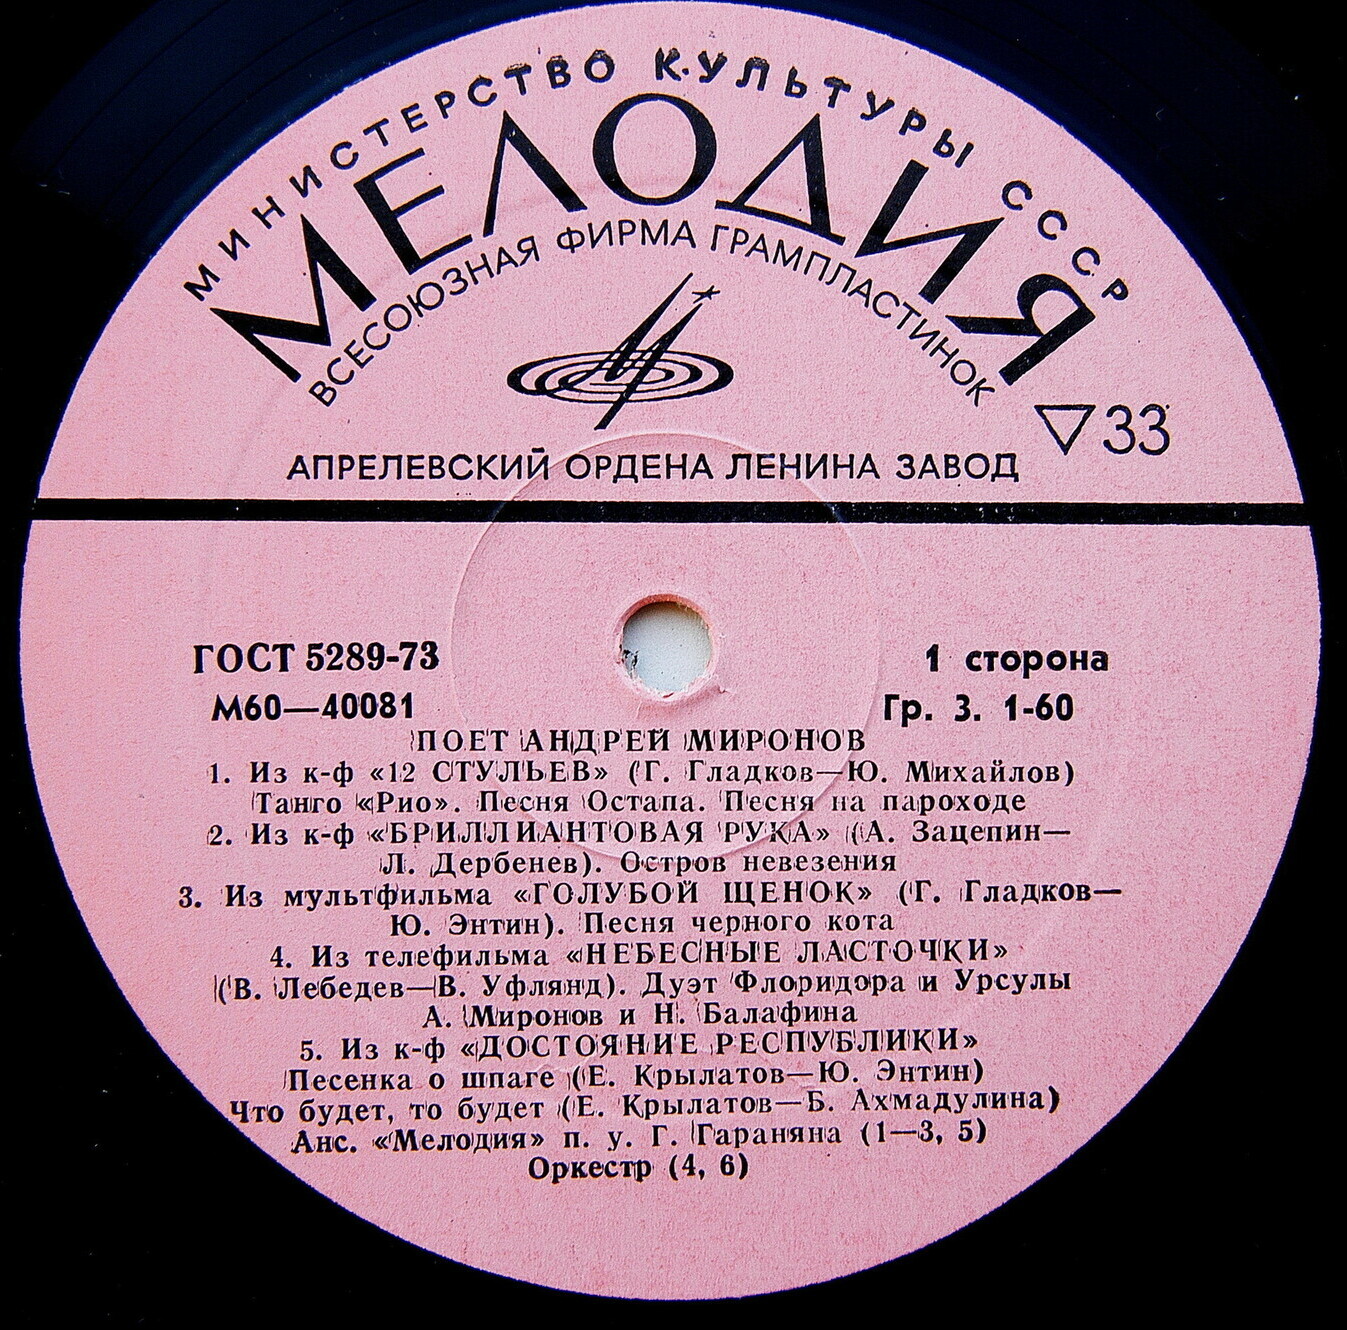 МИНИСТЕРСТВО КУЛЬТУРЫ СССР
МЕЛОДИЯ
ВСЕСОЮЗНАЯ ФИРМА ГРАМПЛАСТИНОК
33
АПРЕЛЕВСКИЙ ОРДЕНА ЛЕНИНА ЗАВОД
ГОСТ 5289-73
1 сторона
М60—40081
Гр. 3. 1-60
ПОЕТ АНДРЕЙ МИРОНОВ
1. Из к-ф «12 СТУЛЬЕВ» (Г. Гладков—Ю. Михайлов)
Танго «Рио». Песня Остапа. Песня на пароходе
2. Из к-ф «БРИЛЛИАНТОВАЯ РУКА» (А. Зацепин—
Л. Дербенев). Остров невезения
3. Из мультфильма «ГОЛУБОЙ ЩЕНОК» (Г. Гладков—
Ю. Энтин). Песня черного кота
4. Из телефильма «НЕБЕСНЫЕ ЛАСТОЧКИ»
(В. Лебедев—В. Уфлянд). Дуэт Флоридора и Урсулы
А. Миронов и Н. Балафина
5. Из к-ф «ДОСТОЯНИЕ РЕСПУБЛИКИ»
Песенка о шпаге (Е. Крылатов—Ю. Энтин)
Что будет, то будет (Е. Крылатов—Б. Ахмадулина)
Анс. «Мелодия» п. у. Г. Гараняна (1—3, 5)
Оркестр (4, 6)